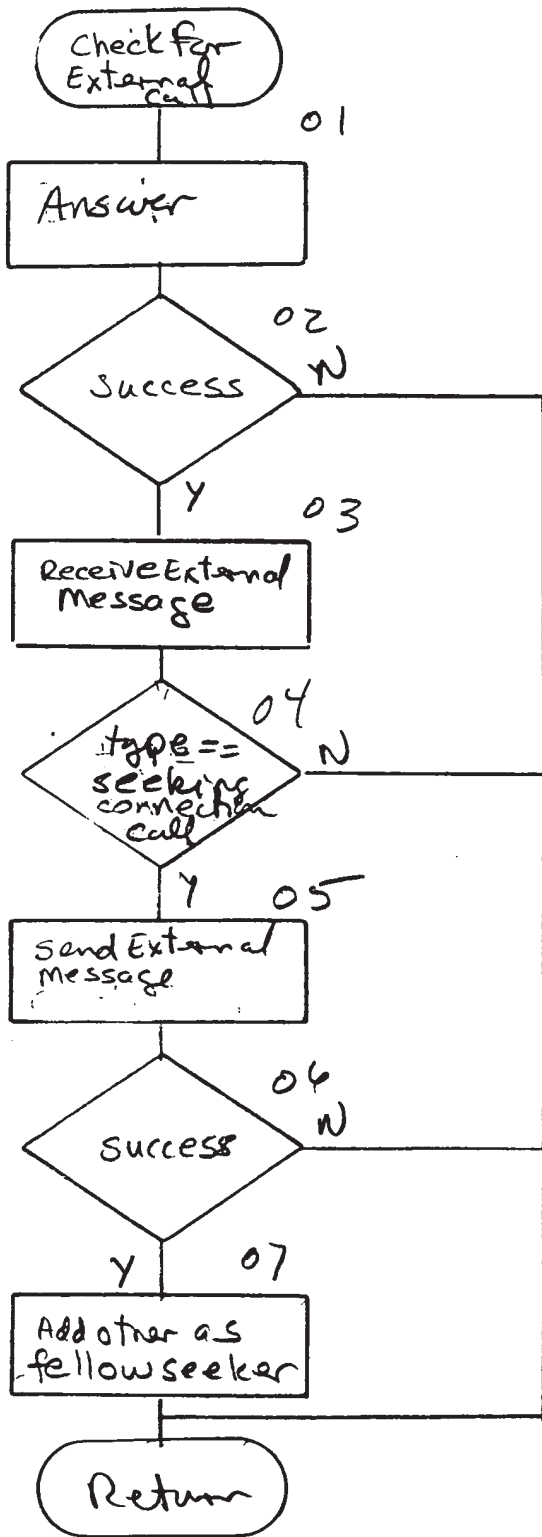 Check for
External
call
01
Answer
02
success
N
Y
03
Receive External
Message
04
type ==
seeking
connection
call
N
Y
05
Send External
Message
06
success
N
Y
07
Add other as
fellow seeker
Return